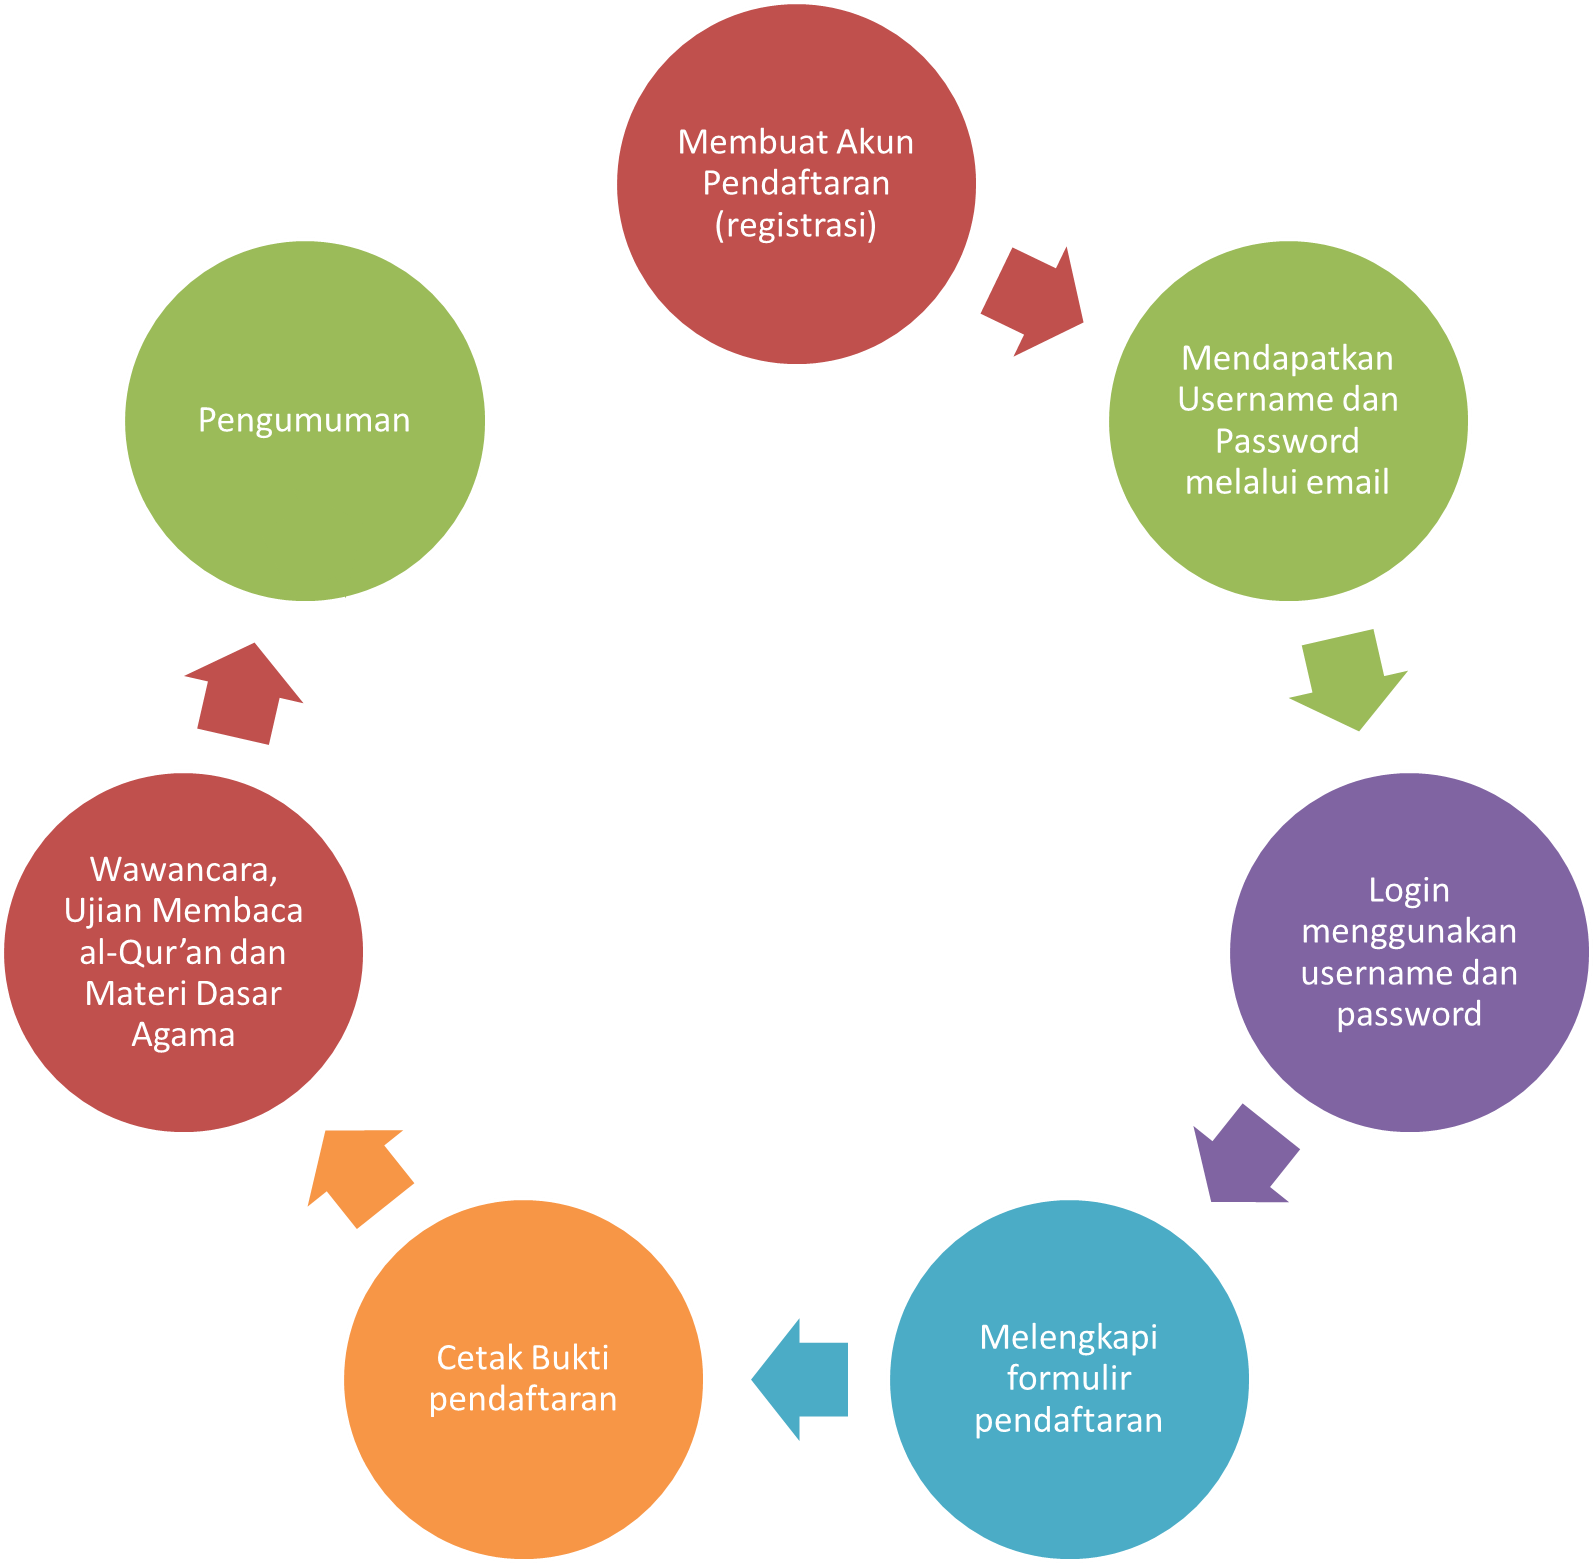 Membuat Akun
Pendaftaran
(registrasi)
Mendapatkan
Username dan
Password
melalui email
Login
menggunakan
username dan
password
Melengkapi
formulir
pendaftaran
Cetak Bukti
pendaftaran
Wawancara,
Ujian Membaca
al-Qur’an dan
Materi Dasar
Agama
Pengumuman